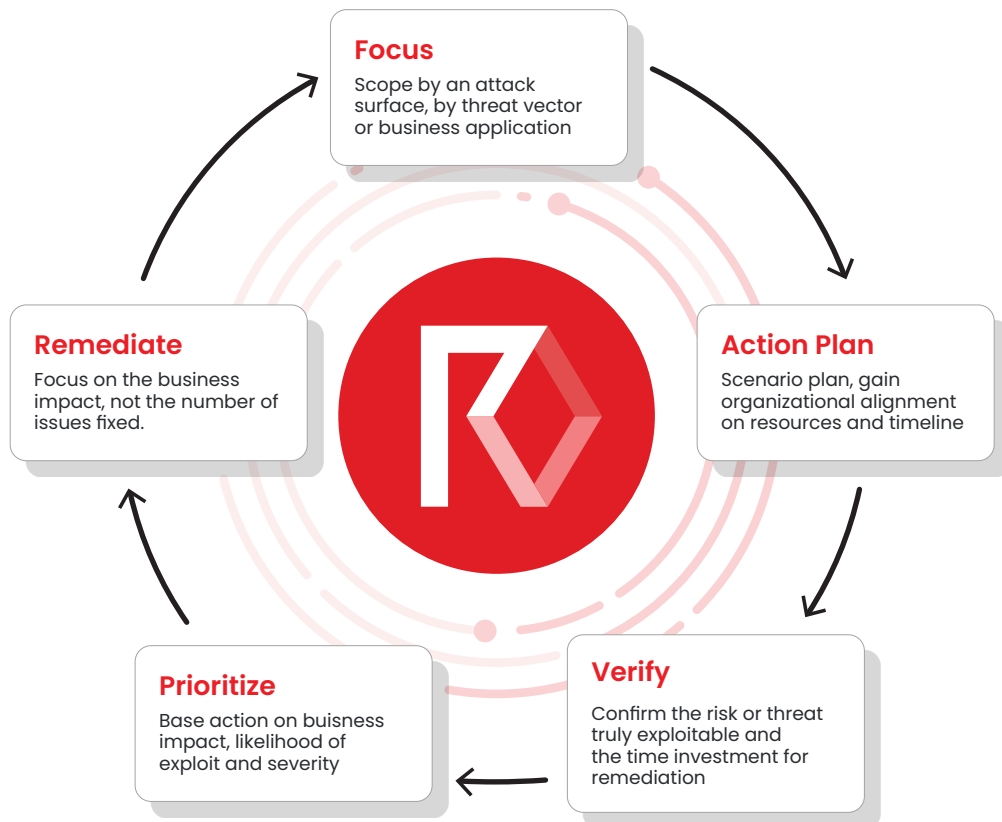 Focus
Scope by an attack
surface, by threat vector
or business application
Action Plan
Scenario plan, gain
organizational alignment
on resources and timeline
Verify
Confirm the risk or threat
truly exploitable and
the time investment for
remediation
Prioritize
Base action on buisness
impact, likelihood of
exploit and severity
Remediate
Focus on the business
impact, not the number of
issues fixed.